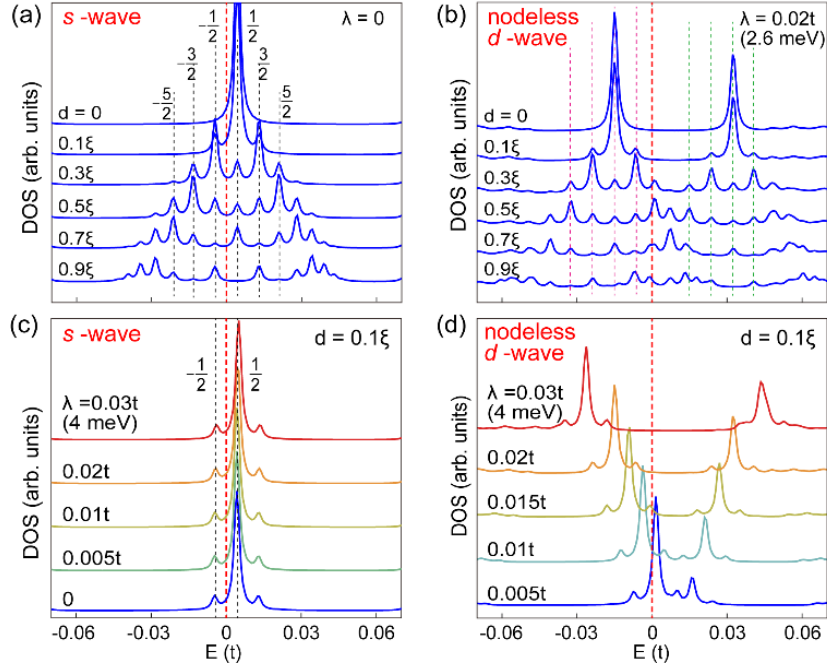 (a)
s -wave
λ = 0
-1/2
1/2
-3/2
3/2
-5/2
5/2
d = 0
0.1ξ
0.3ξ
0.5ξ
0.7ξ
0.9ξ
DOS (arb. units)
(b)
nodeless
d -wave
λ = 0.02t
(2.6 meV)
d = 0
0.1ξ
0.3ξ
0.5ξ
0.7ξ
0.9ξ
DOS (arb. units)
(c)
s -wave
d = 0.1ξ
-1/2
1/2
λ =0.03t
(4 meV)
0.02t
0.01t
0.005t
0
DOS (arb. units)
-0.06
-0.03
0
0.03
0.06
E (t)
(d)
nodeless
d -wave
d = 0.1ξ
λ = 0.03t
(4 meV)
0.02t
0.015t
0.01t
0.005t
DOS (arb. units)
-0.06
-0.03
0
0.03
0.06
E (t)